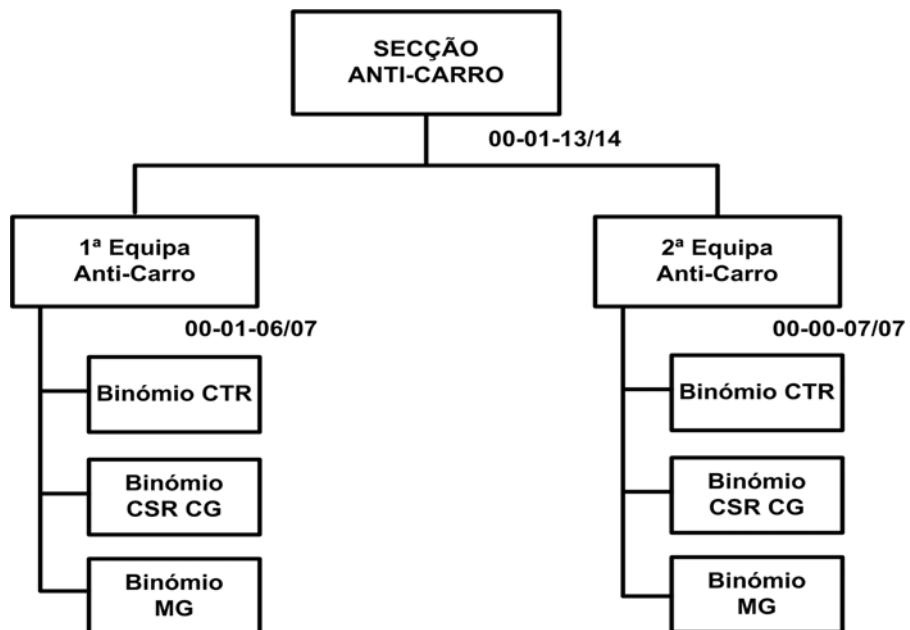 SECÇÃO
ANTI-CARRO
00-01-13/14
1ª Equipa
Anti-Carro
00-01-06/07
Binómio CTR
Binómio
CSR CG
Binómio
MG
2ª Equipa
Anti-Carro
00-00-07/07
Binómio CTR
Binómio
CSR CG
Binómio
MG